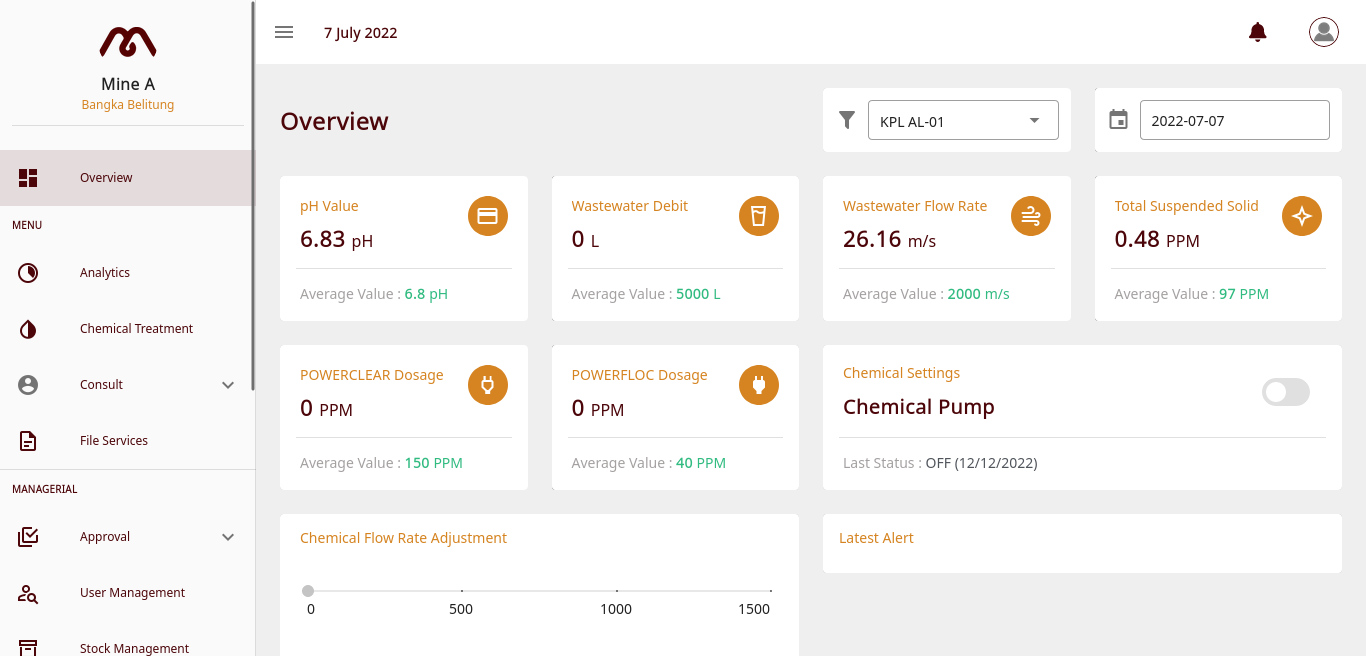 Mine A
Bangka Belitung
Overview
MENU
Analytics
Chemical Treatment
Consult
File Services
MANAGERIAL
Approval
User Management
Stock Management
7 July 2022
Overview
KPL AL-01
2022-07-07
pH Value
6.83 pH
Average Value : 6.8 pH
Wastewater Debit
0 L
Average Value : 5000 L
Wastewater Flow Rate
26.16 m/s
Average Value : 2000 m/s
Total Suspended Solid
0.48 PPM
Average Value : 97 PPM
POWERCLEAR Dosage
0 PPM
Average Value : 150 PPM
POWERFLOC Dosage
0 PPM
Average Value : 40 PPM
Chemical Settings
Chemical Pump
Last Status : OFF (12/12/2022)
Chemical Flow Rate Adjustment
0 500 1000 1500
Latest Alert